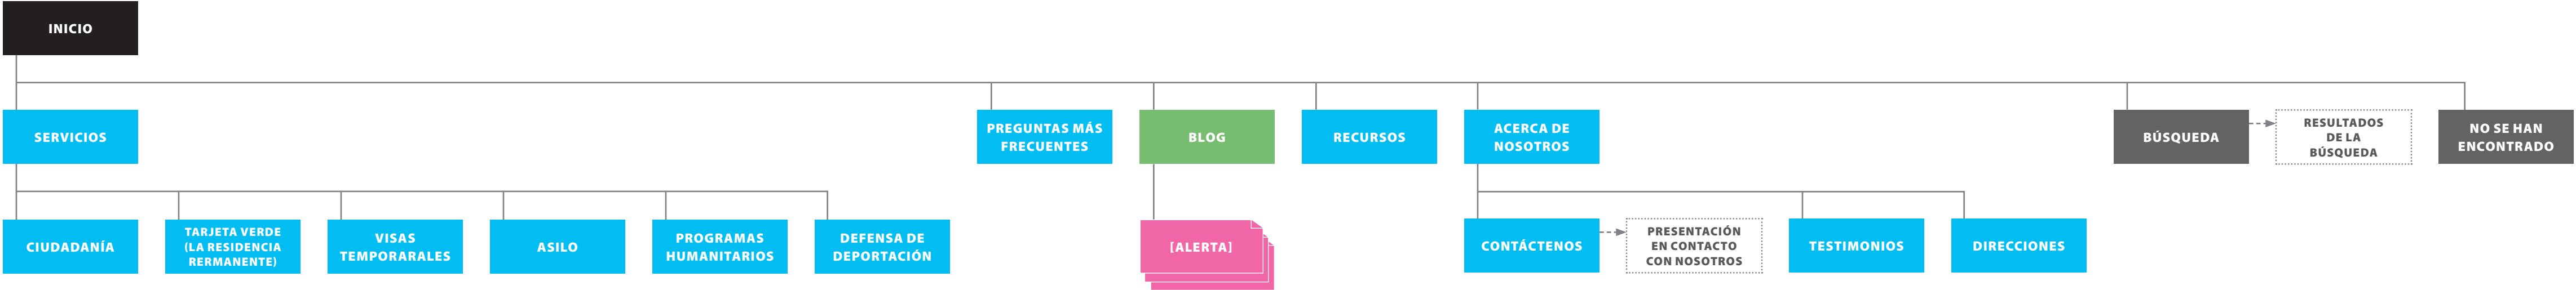 INICIO
SERVICIOS
PREGUNTAS MÁS
FRECUENTES
BLOG
RECURSOS
ACERCA DE
NOSOTROS
BÚSQUEDA
RESULTADOS
DE LA
BÚSQUEDA
NO SE HAN
ENCONTRADO
CIUDADANÍA
TARJETA VERDE
(LA RESIDENCIA
RERMANENTE)
VISAS
TEMPORARALES
ASILO
PROGRAMAS
HUMANITARIOS
DEFENSA DE
DEPORTACIÓN
[ALERTA]
CONTÁCTENOS
PRESENTACIÓN
EN CONTACTO
CON NOSOTROS
TESTIMONIOS
DIRECCIONES